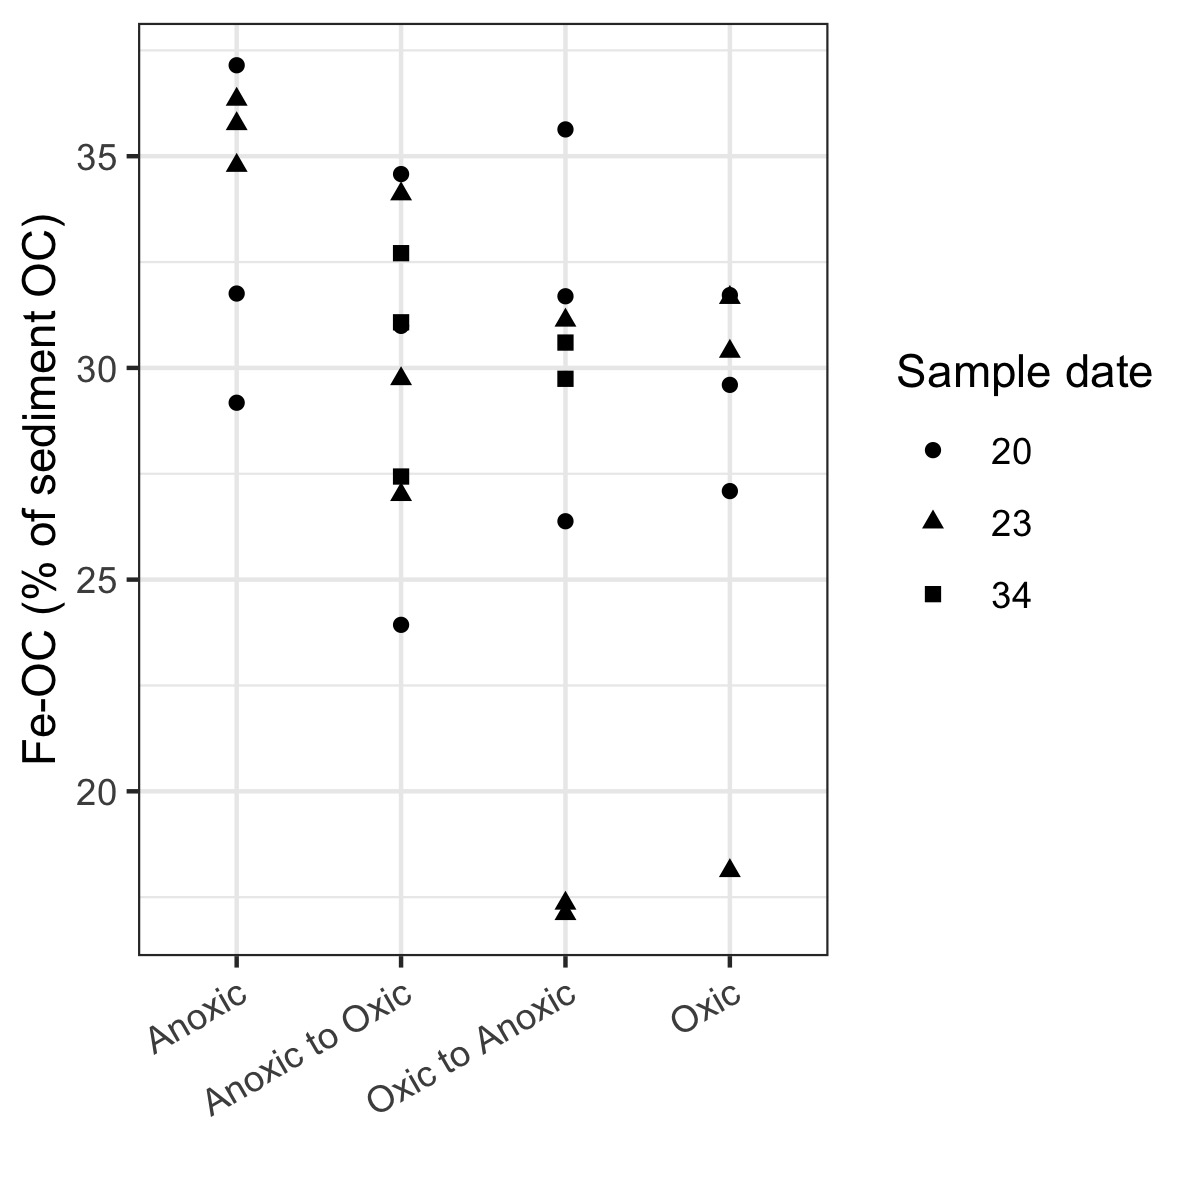 Fe-OC (% of sediment OC)
35
30
25
20
Anoxic
Anoxic to Oxic
Oxic to Anoxic
Oxic
Sample date
20
23
34